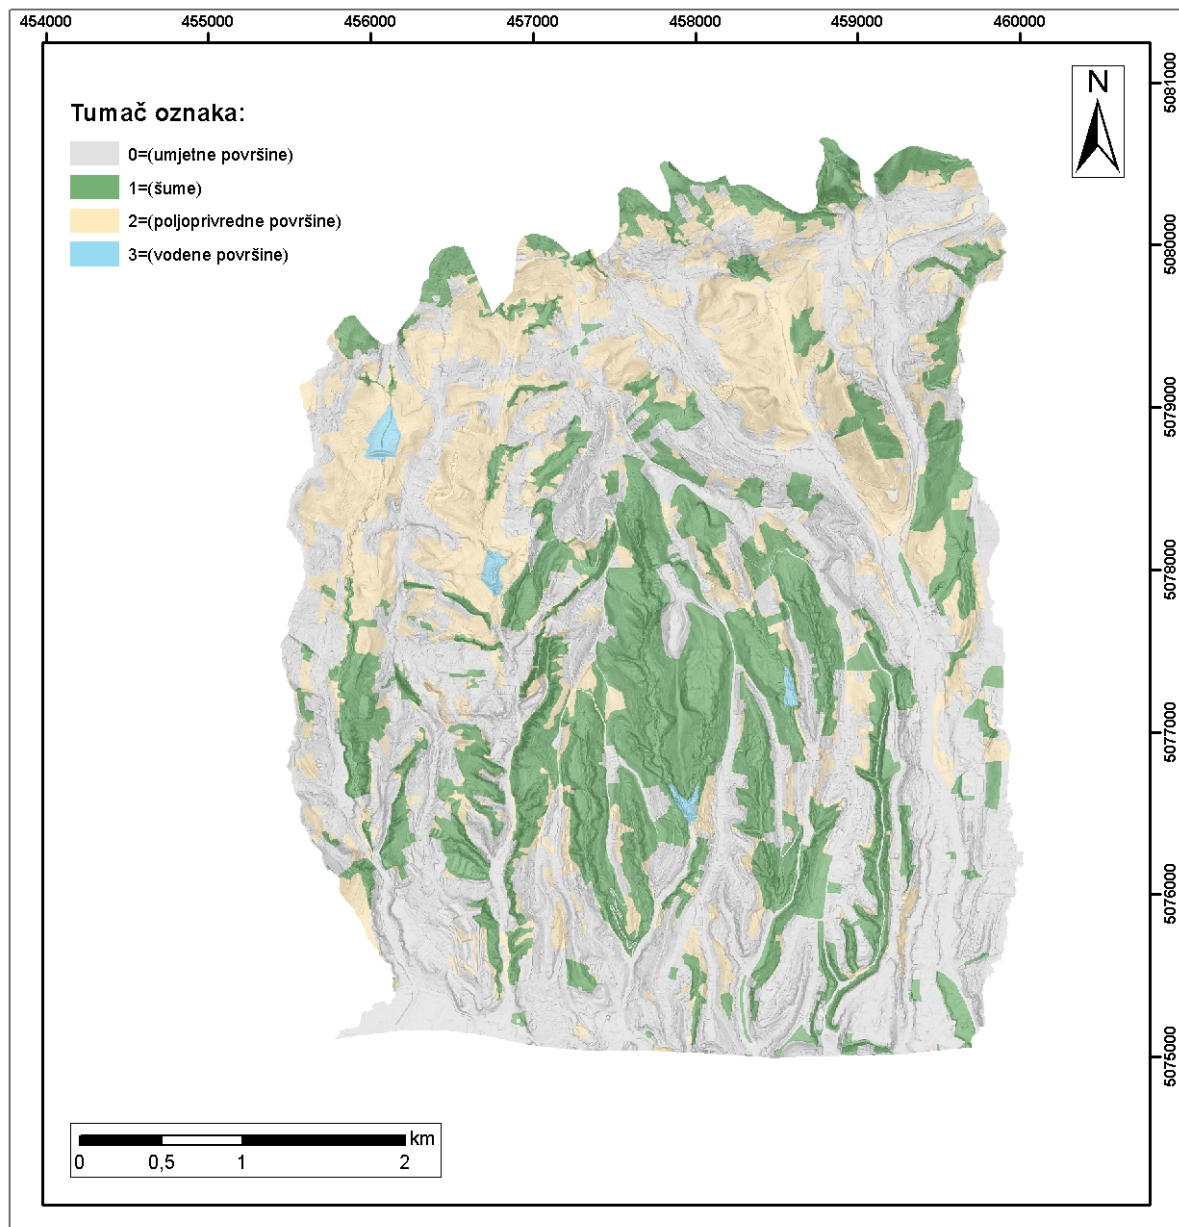 454000 455000 456000 457000 458000 459000 460000
N
Tumač oznaka:
0=(umjetne površine)
1=(šume)
2=(poljoprivredne površine)
3=(vodene površine)
5081000
5080000
5079000
5078000
5077000
5076000
5075000
km
0 0,5 1 2